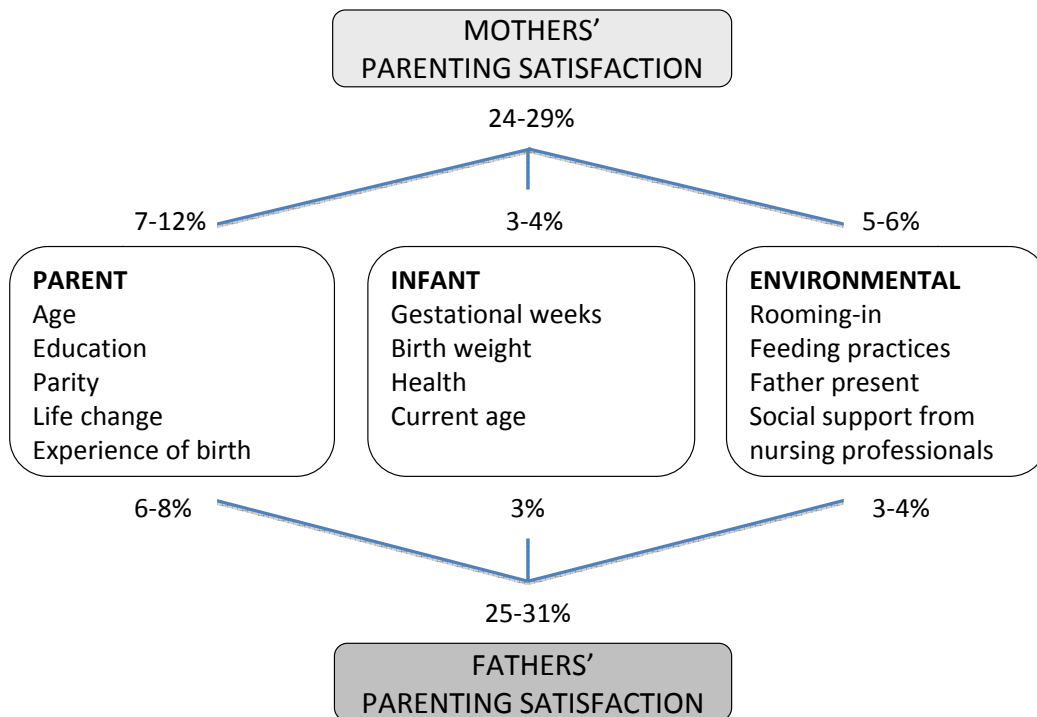 MOTHERS’
PARENTING SATISFACTION
24-29%
7-12%
3-4%
5-6%
PARENT
Age
Education
Parity
Life change
Experience of birth
INFANT
Gestational weeks
Birth weight
Health
Current age
ENVIRONMENTAL
Rooming-in
Feeding practices
Father present
Social support from
nursing professionals
6-8%
3%
3-4%
25-31%
FATHERS’
PARENTING SATISFACTION